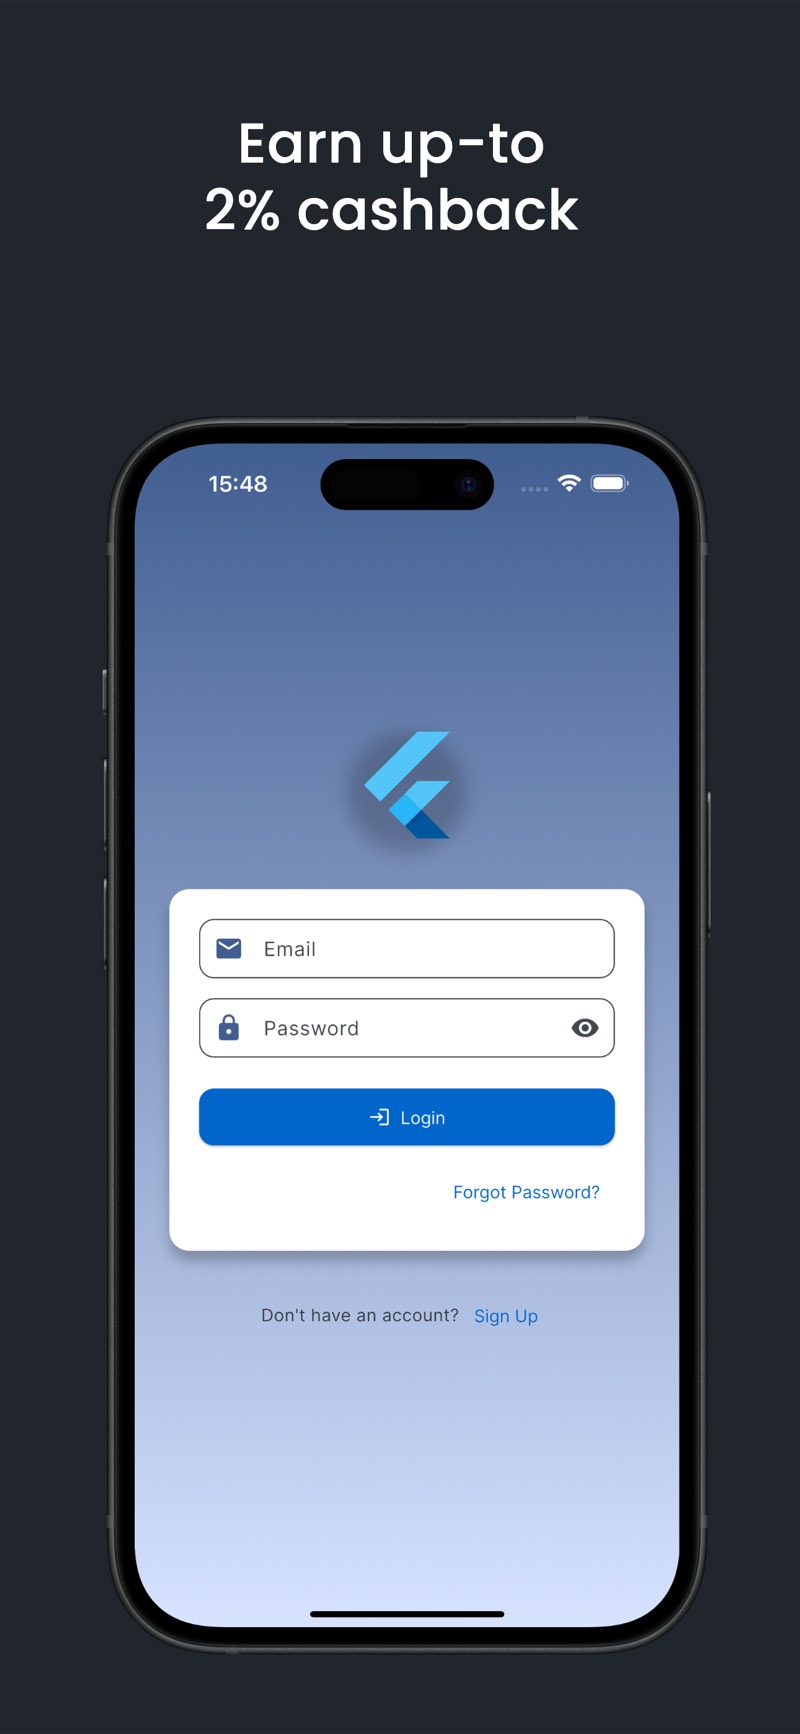 Earn up-to
2% cashback
15:48
Email
Password
Login
Forgot Password?
Don't have an account? Sign Up